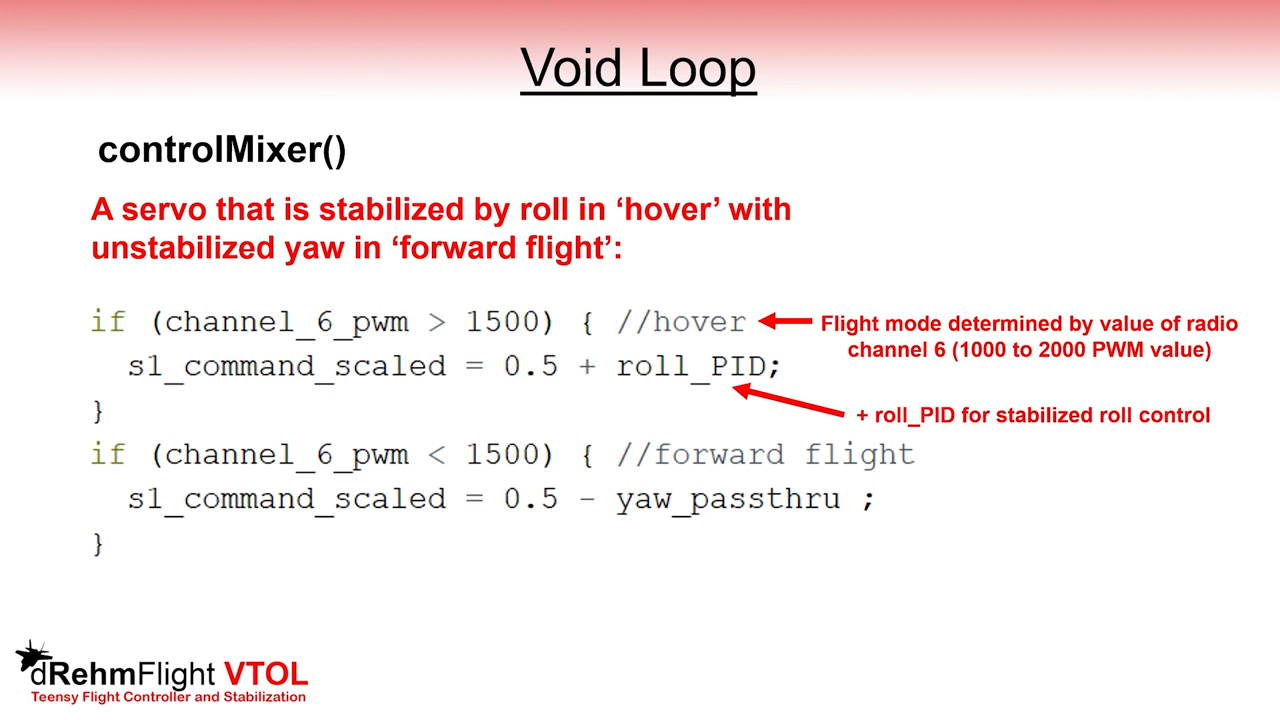 Void Loop
controlMixer()
A servo that is stabilized by roll in ‘hover’ with
unstabilized yaw in ‘forward flight’:
if (channel_6_pwm > 1500) { //hover
Flight mode determined by value of radio
channel 6 (1000 to 2000 PWM value)
s1_command_scaled = 0.5 + roll_PID;
}
+ roll_PID for stabilized roll control
if (channel_6_pwm < 1500) { //forward flight
s1_command_scaled = 0.5 - yaw_passthru ;
}
dRehmFlight VTOL
Teensy Flight Controller and Stabilization